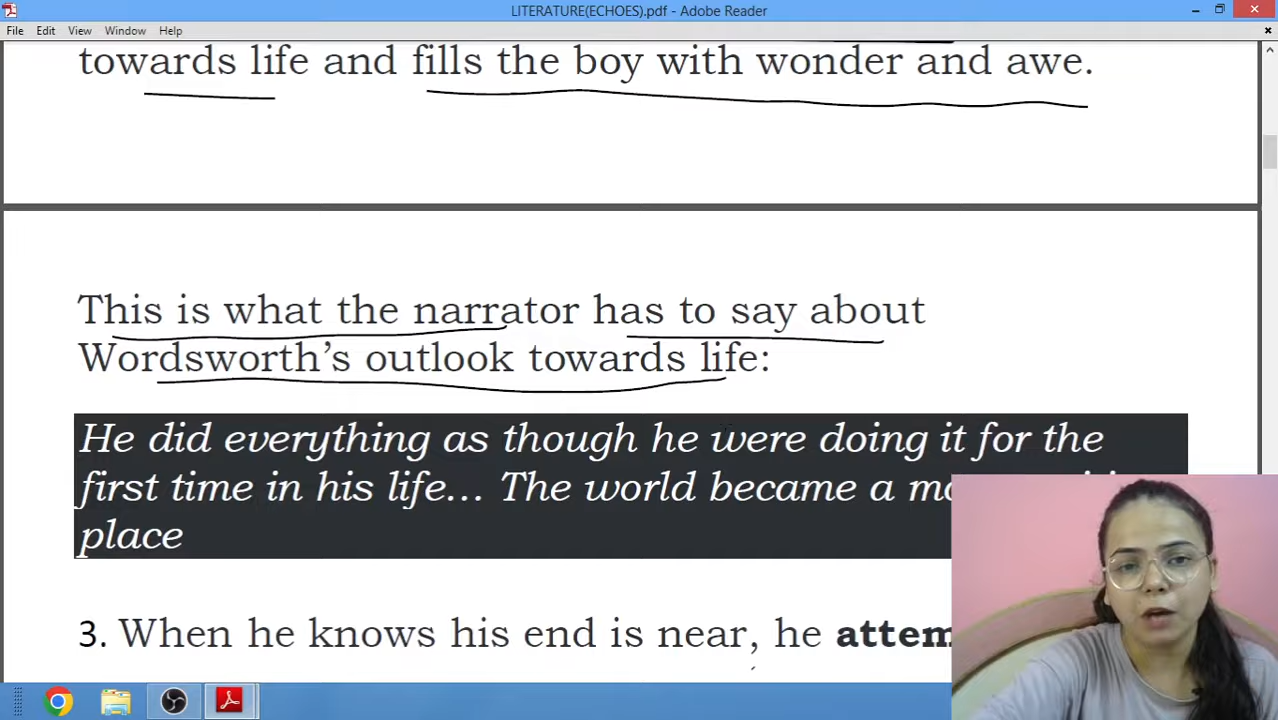 LITERATURE(ECHOES).pdf - Adobe Reader
File Edit View Window Help
towards life and fills the boy with wonder and awe.
This is what the narrator has to say about
Wordsworth's outlook towards life:
He did everything as though he were doing it for the
first time in his life... The world became a
place
3. When he knows his end is near, he